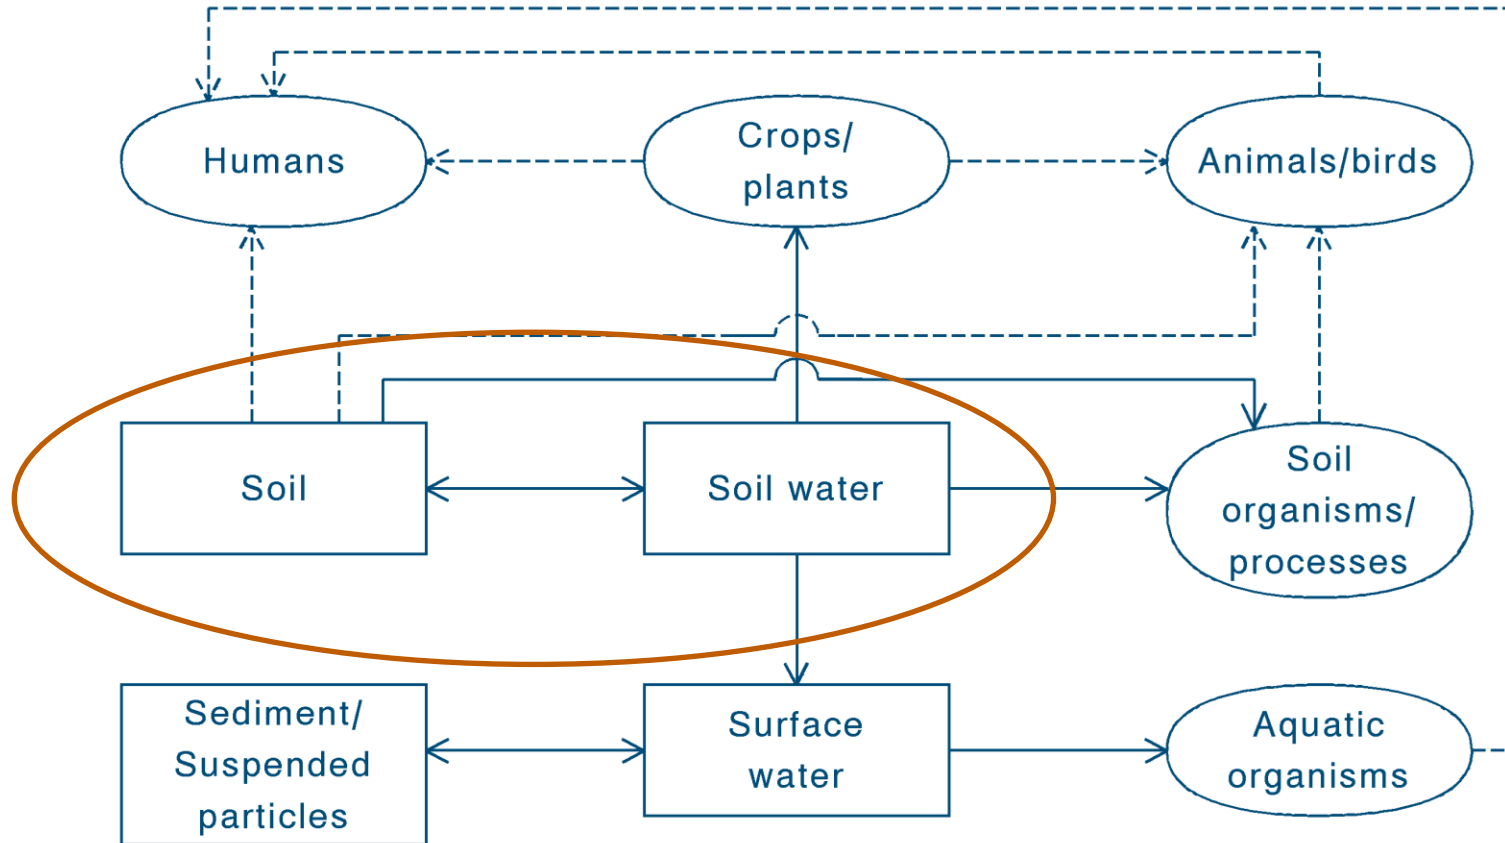 Humans
Crops/
plants
Animals/birds
Soil
Soil water
Soil
organisms/
processes
Sediment/
Suspended
particles
Surface
water
Aquatic
organisms